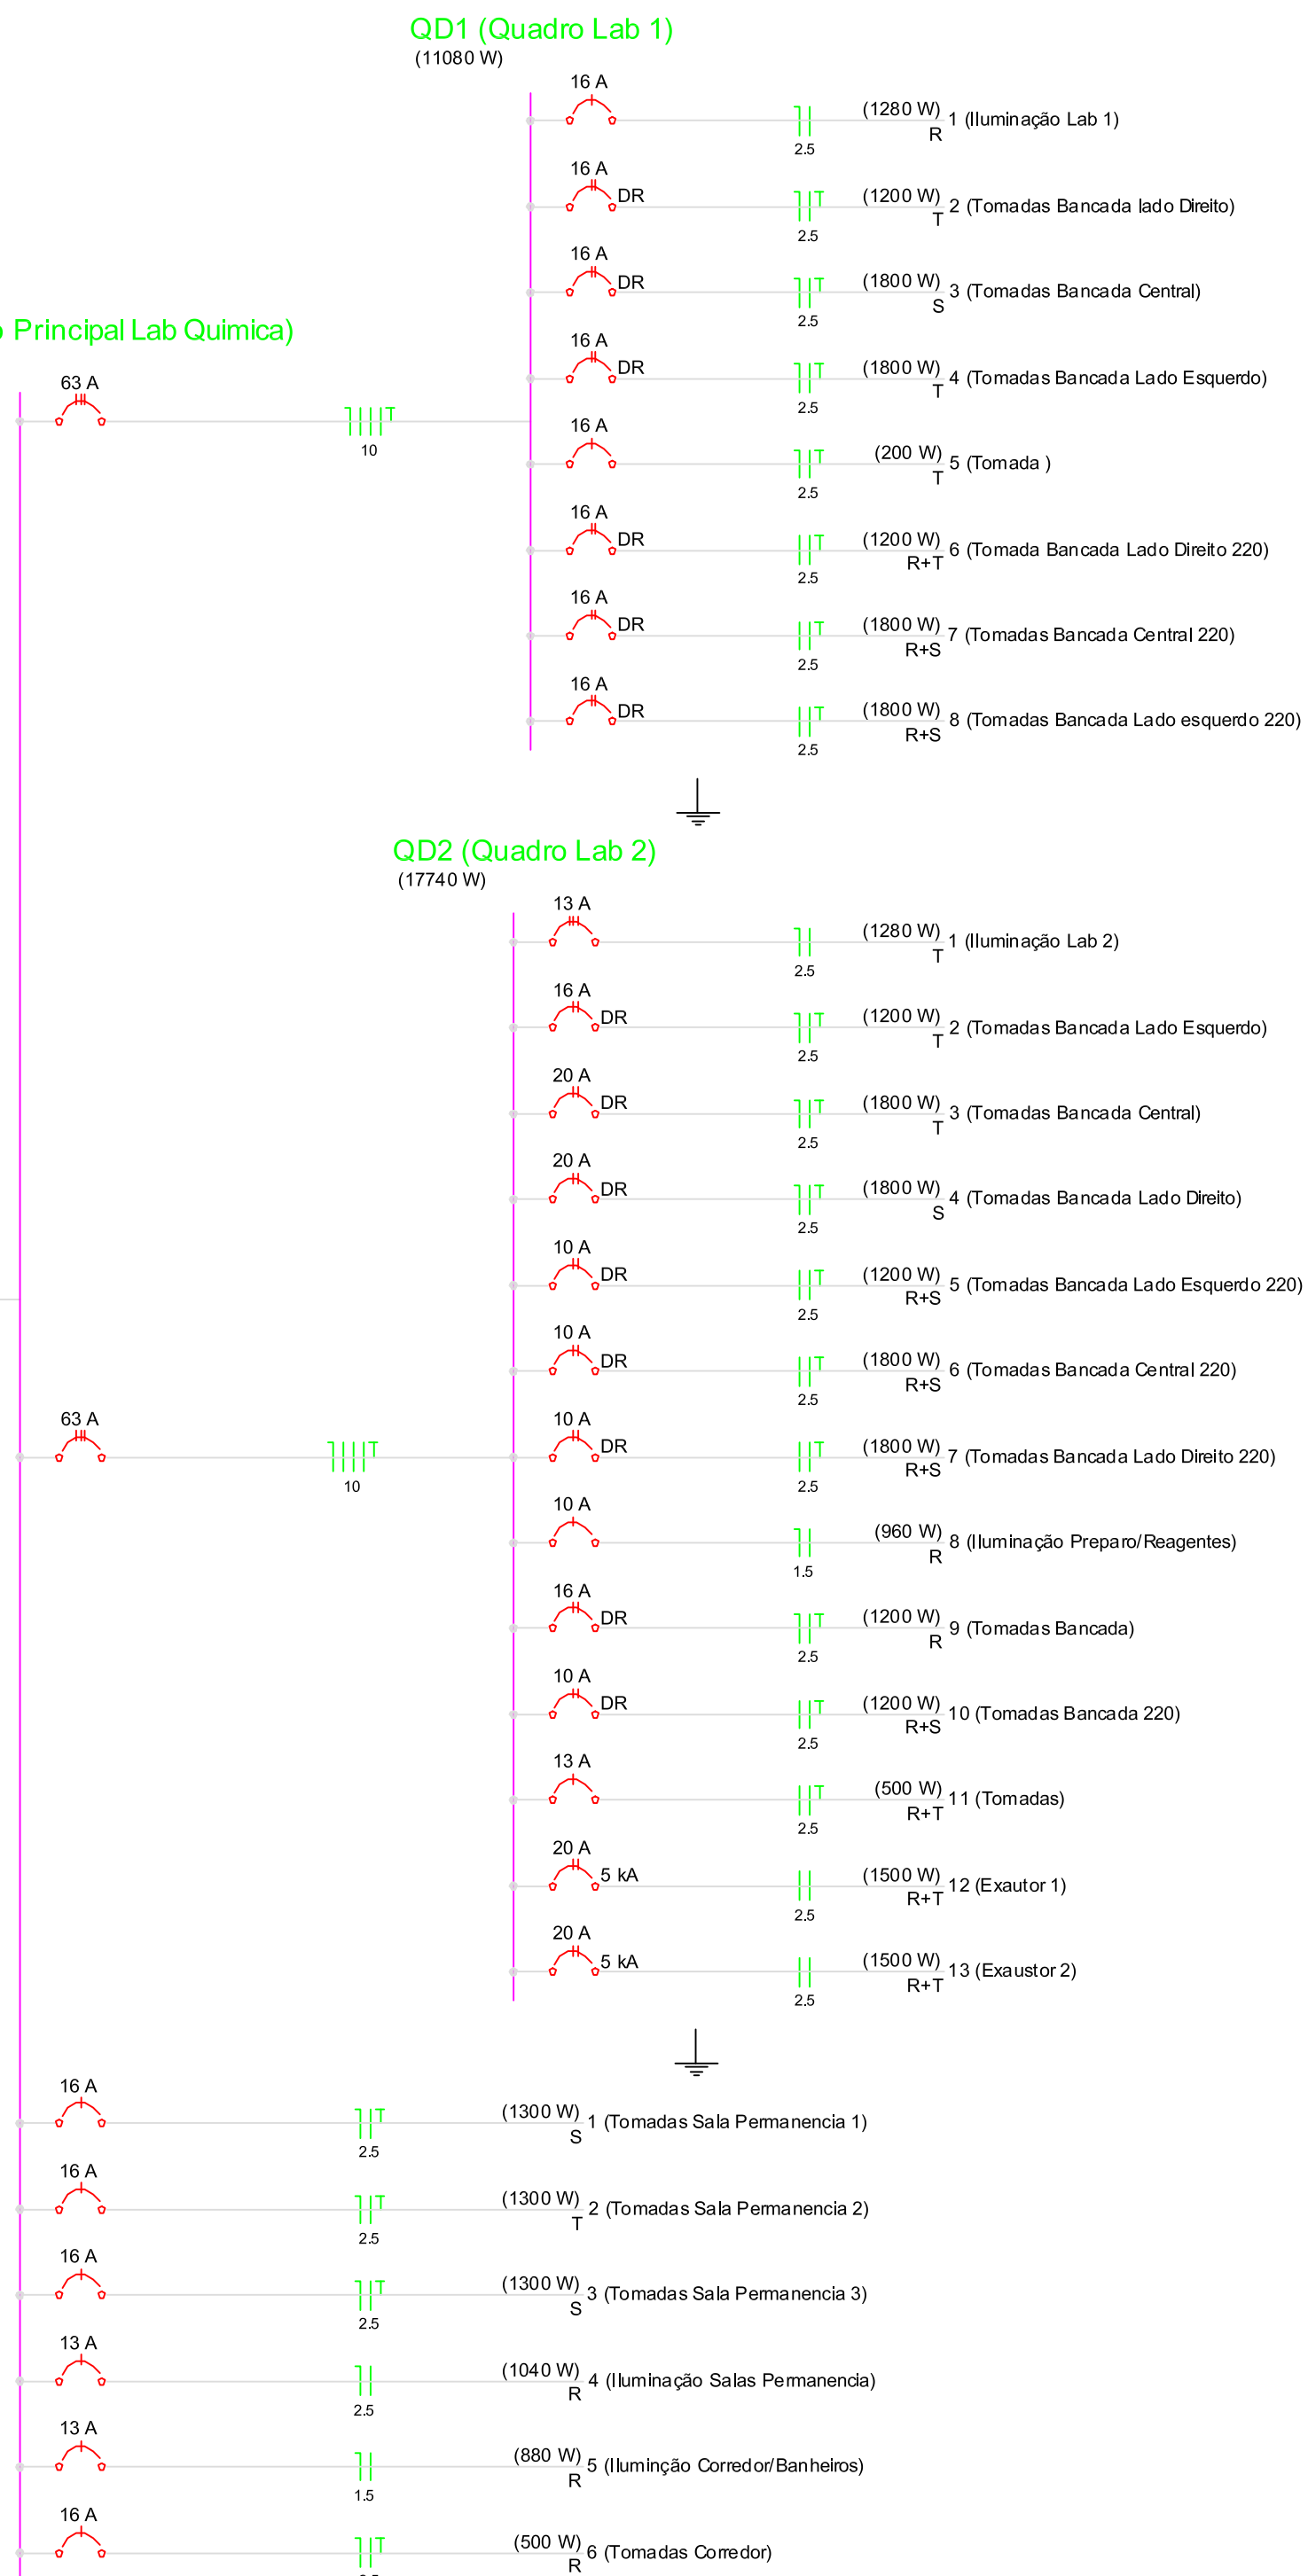 QD1 (Quadro Lab 1)
(11080 W)
16 A
(1280 W)
R
1 (Iluminação Lab 1)
2.5
16 A
DR
(1200 W)
T
2 (Tomadas Bancada lado Direito)
2.5
16 A
DR
(1800 W)
S
3 (Tomadas Bancada Central)
2.5
Principal Lab Quimica)
63 A
10
16 A
DR
(1800 W)
T
4 (Tomadas Bancada Lado Esquerdo)
2.5
16 A
(200 W)
T
5 (Tomada )
2.5
16 A
DR
(1200 W)
R+T
6 (Tomada Bancada Lado Direito 220)
2.5
16 A
DR
(1800 W)
R+S
7 (Tomadas Bancada Central 220)
2.5
16 A
DR
(1800 W)
R+S
8 (Tomadas Bancada Lado esquerdo 220)
2.5
QD2 (Quadro Lab 2)
(17740 W)
13 A
(1280 W)
T
1 (Iluminação Lab 2)
2.5
16 A
DR
(1200 W)
T
2 (Tomadas Bancada Lado Esquerdo)
2.5
20 A
DR
(1800 W)
T
3 (Tomadas Bancada Central)
2.5
20 A
DR
(1800 W)
S
4 (Tomadas Bancada Lado Direito)
2.5
10 A
DR
(1200 W)
R+S
5 (Tomadas Bancada Lado Esquerdo 220)
2.5
10 A
DR
(1800 W)
R+S
6 (Tomadas Bancada Central 220)
2.5
63 A
10
10 A
DR
(1800 W)
R+S
7 (Tomadas Bancada Lado Direito 220)
2.5
10 A
(960 W)
R
8 (Iluminação Preparo/Reagentes)
1.5
16 A
DR
(1200 W)
R
9 (Tomadas Bancada)
2.5
10 A
DR
(1200 W)
R+S
10 (Tomadas Bancada 220)
2.5
13 A
(500 W)
R+T
11 (Tomadas)
2.5
20 A
5 kA
(1500 W)
R+T
12 (Exautor 1)
2.5
20 A
5 kA
(1500 W)
R+T
13 (Exaustor 2)
2.5
16 A
(1300 W)
S
1 (Tomadas Sala Permanencia 1)
2.5
16 A
(1300 W)
T
2 (Tomadas Sala Permanencia 2)
2.5
16 A
(1300 W)
S
3 (Tomadas Sala Permanencia 3)
2.5
13 A
(1040 W)
R
4 (Iluminação Salas Permanencia)
2.5
13 A
(880 W)
R
5 (Iluminção Corredor/Banheiros)
1.5
16 A
(500 W)
R
6 (Tomadas Corredor)